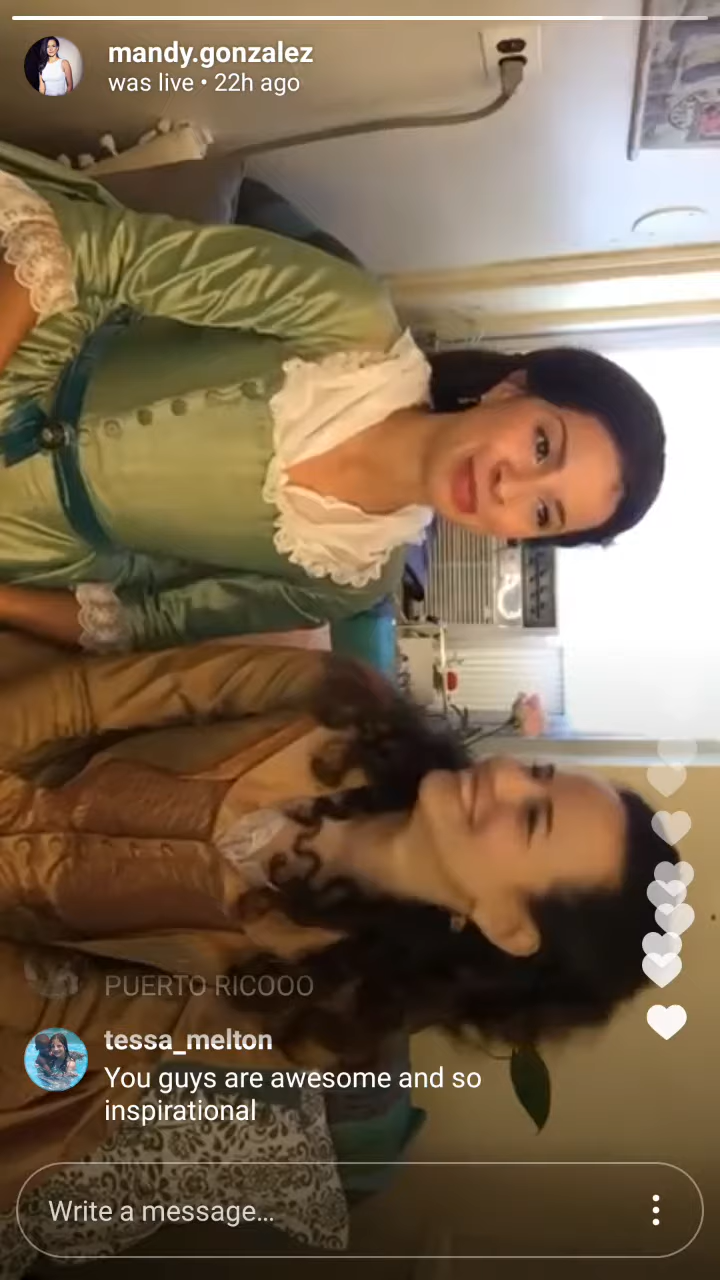 mandy.gonzalez
was live • 22h ago
PUERTO RICOOO
tessa_melton
You guys are awesome and so
inspirational
Write a message...